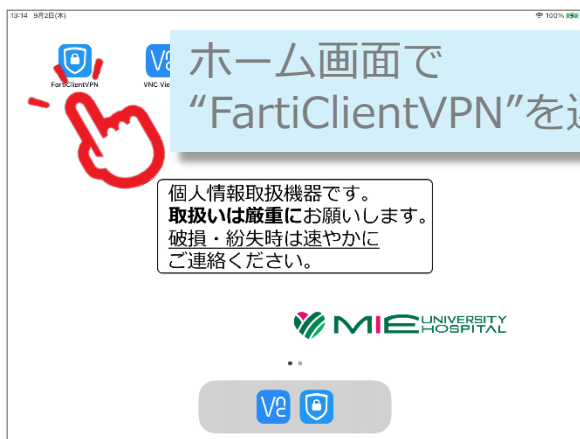 13:14 9月2日(木)
100%
FortiClientVPN
VNC Vie
ホーム画面で
“FartiClientVPN”を
個人情報取扱機器です。
取扱いは厳重にお願いします。
破損・紛失時は速やかに
ご連絡ください。
MIE UNIVERSITY
HOSPITAL